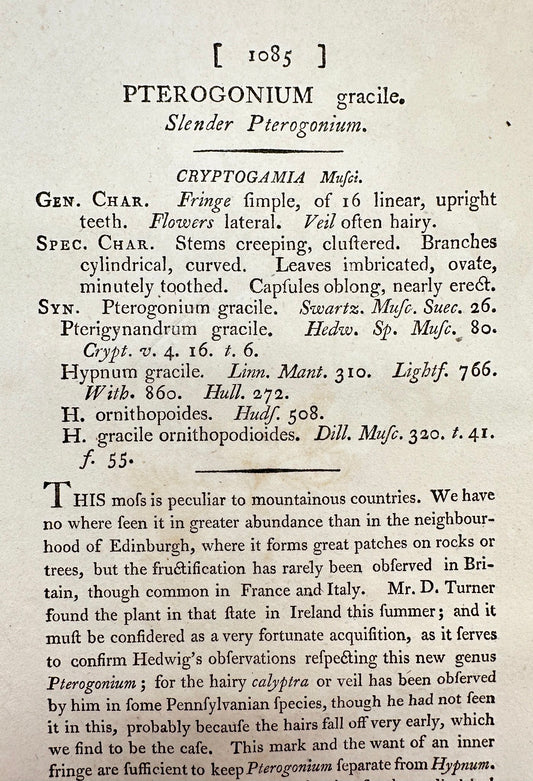 [ 1085 ]
PTEROGONIUM gracile.
Slender Pterogonium.
CRYPTOGAMIA Muſci.
GEN. CHAR. Fringe ſimple, of 16 linear, upright
teeth. Flowers lateral. Veil often hairy.
SPEC. CHAR. Stems creeping, cluſtered. Branches
cylindrical, curved. Leaves imbricated, ovate,
minutely toothed. Capſules oblong, nearly erect.
SYN. Pterogonium gracile. Swartz. Muſc. Suec. 26.
Pterigynandrum gracile. Hedw. Sp. Muſc. 80.
Crypt. v. 4. 16. t. 6.
Hypnum gracile. Linn. Mant. 310. Lightf. 766.
With. 860. Hull. 272.
H. ornithopoides. Hudſ. 508.
H. gracile ornithopodioides. Dill. Muſc. 320. t. 41.
f. 55.
THIS moſs is peculiar to mountainous countries. We have
no where ſeen it in greater abundance than in the neighbour-
hood of Edinburgh, where it forms great patches on rocks or
trees, but the fructification has rarely been obſerved in Bri-
tain, though common in France and Italy. Mr. D. Turner
found the plant in that ſtate in Ireland this ſummer; and it
muſt be conſidered as a very fortunate acquiſition, as it ſerves
to confirm Hedwig's obſervations reſpecting this new genus
Pterogonium; for the hairy calyptra or veil has been obſerved
by him in ſome Pennſylvanian ſpecies, though he had not ſeen
it in this, probably becauſe the hairs fall off very early, which
we find to be the caſe. This mark and the want of an inner
fringe are ſufficient to keep Pterogonium ſeparate from Hypnum.